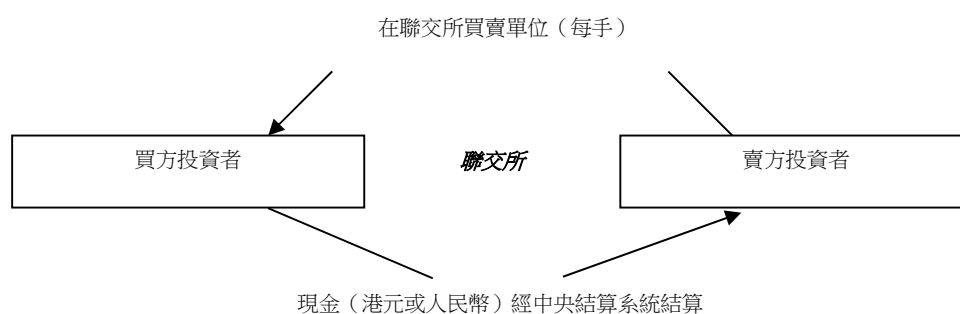 在聯交所買賣單位（每手）
買方投資者
聯交所
賣方投資者
現金（港元或人民幣）經中央結算系統結算